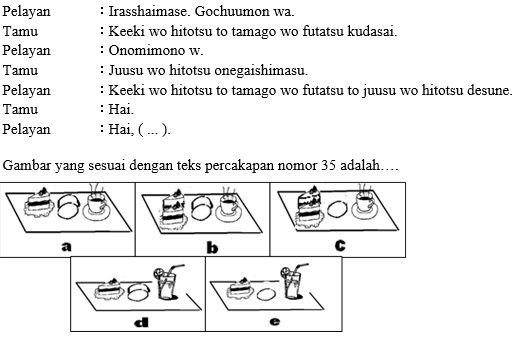 Pelayan : Irasshaimase. Gochuumon wa.
Tamu : Keeki wo hitotsu to tamago wo futatsu kudasai.
Pelayan : Onomimono w.
Tamu : Juusu wo hitotsu onegaishimasu.
Pelayan : Keeki wo hitotsu to tamago wo futatsu to juusu wo hitotsu desune.
Tamu : Hai.
Pelayan : Hai, ( ... ).
Gambar yang sesuai dengan teks percakapan nomor 35 adalah….
a b c
d e